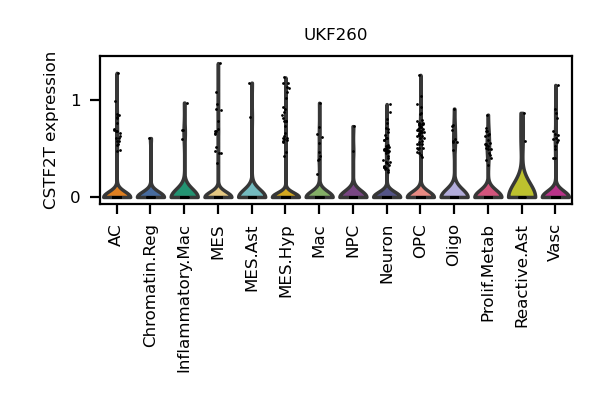 UKF260
CSTF2T expression
1
0
AC
Chromatin.Reg
Inflammatory.Mac
MES
MES.Ast
MES.Hyp
Mac
NPC
Neuron
OPC
Oligo
Prolif.Metab
Reactive.Ast
Vasc